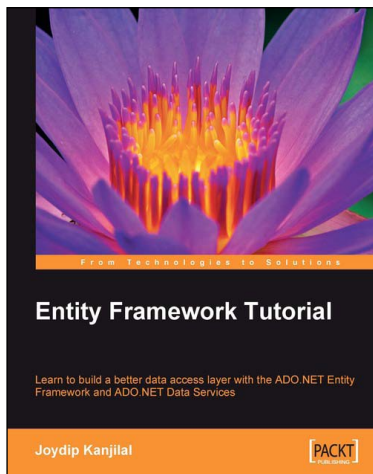 From Technologies to Solutions
Entity Framework Tutorial
Learn to build a better data access layer with the ADO.NET Entity
Framework and ADO.NET Data Services
Joydip Kanjilal
[PACKT]
PUBLISHING